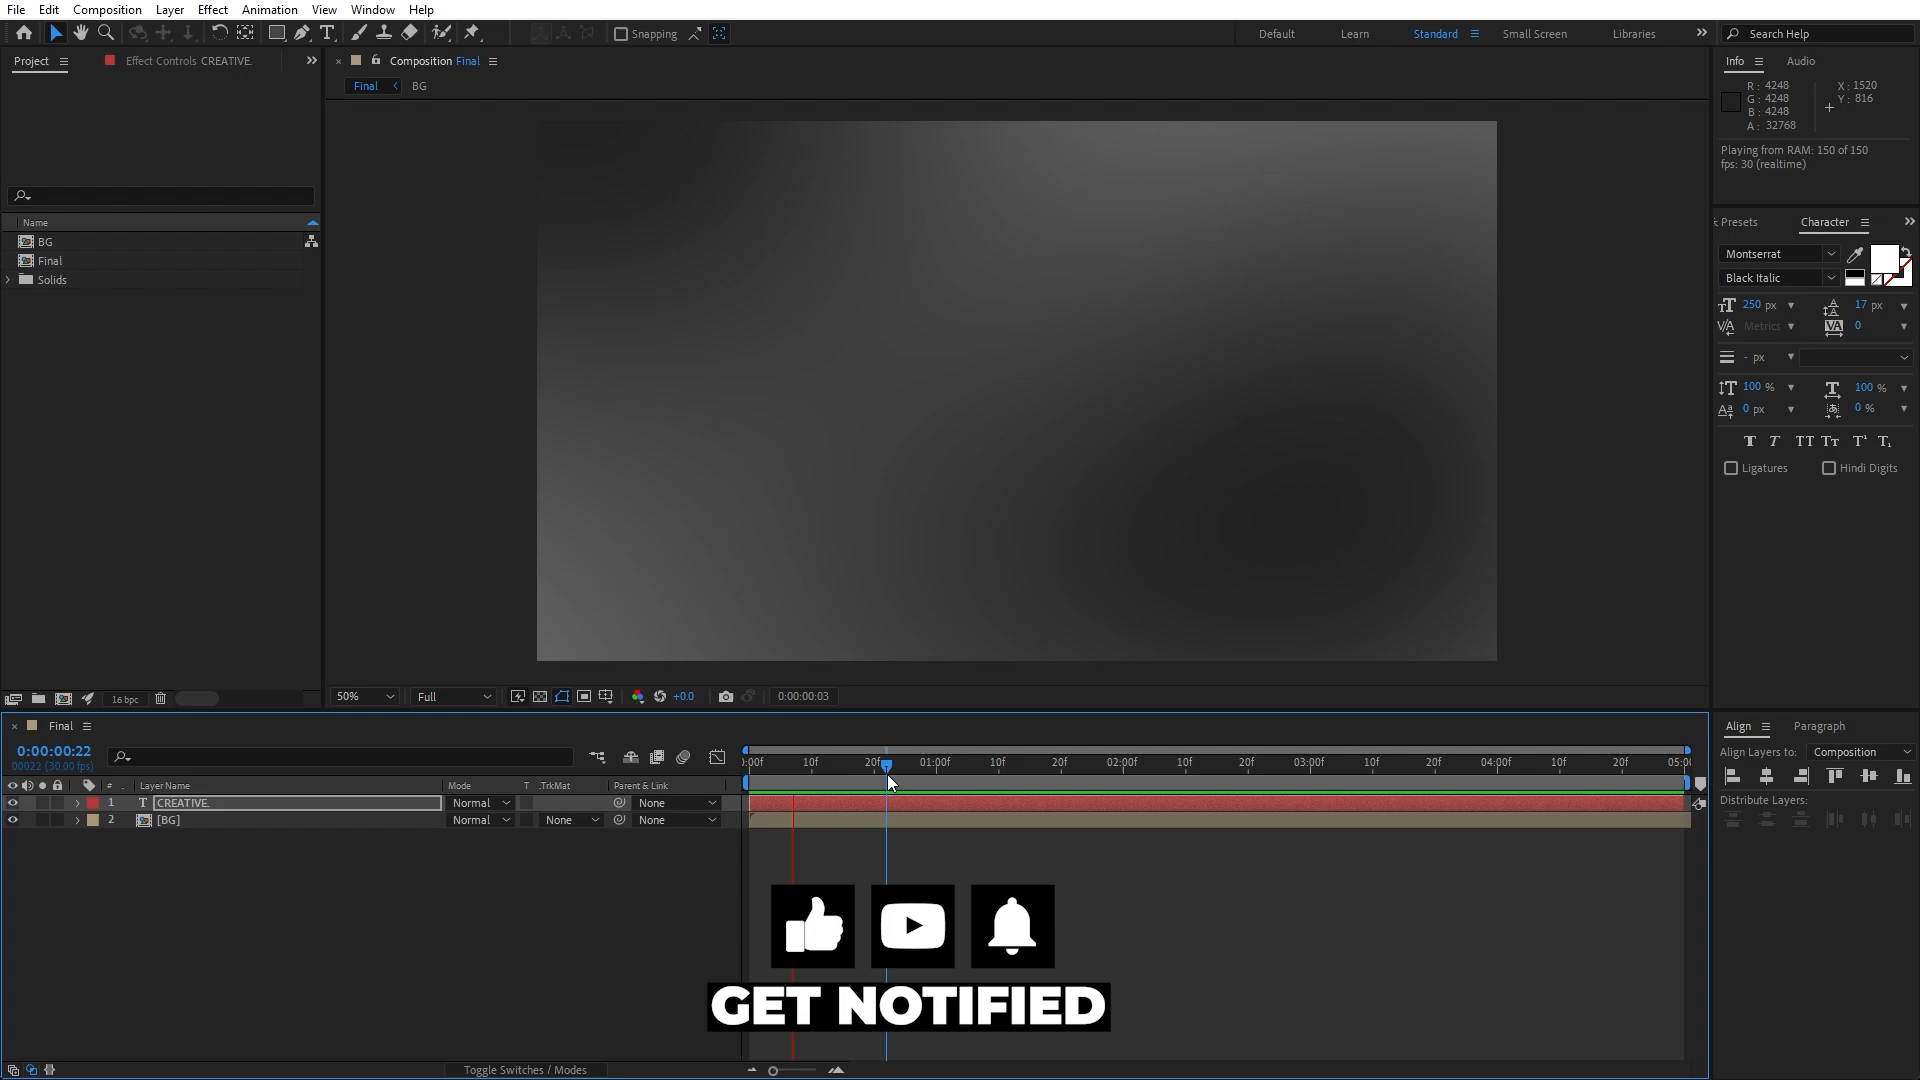 File Edit Composition Layer Effect Animation View Window Help
Snapping
Default Learn Standard Small Screen Libraries Search Help
Project Effect Controls CREATIVE.
Composition Final
Final BG
Info Audio
R: 4248
G: 4248
B: 4248
A: 32768
X: 1520
Y: 816
Playing from RAM: 150 of 150
fps: 30 (realtime)
Name
BG
Final
Solids
Presets Character
Montserrat
Black Italic
250 px 17 px
Metrics 0
- px
100 % 100 %
0 px 0 %
Ligatures Hindi Digits
16 bpc
50% Full +0.0 0:00:00:03
Final
0:00:00:22
00022 (30.00 fps)
# Layer Name Mode T .TrkMat Parent & Link
1 T CREATIVE. Normal None
2 [BG] Normal None None
:00f 10f 20f 01:00f 10f 20f 02:00f 10f 20f 03:00f 10f 20f 04:00f 10f 20f 05:00
Align Paragraph
Align Layers to: Composition
Distribute Layers:
GET NOTIFIED
Toggle Switches / Modes